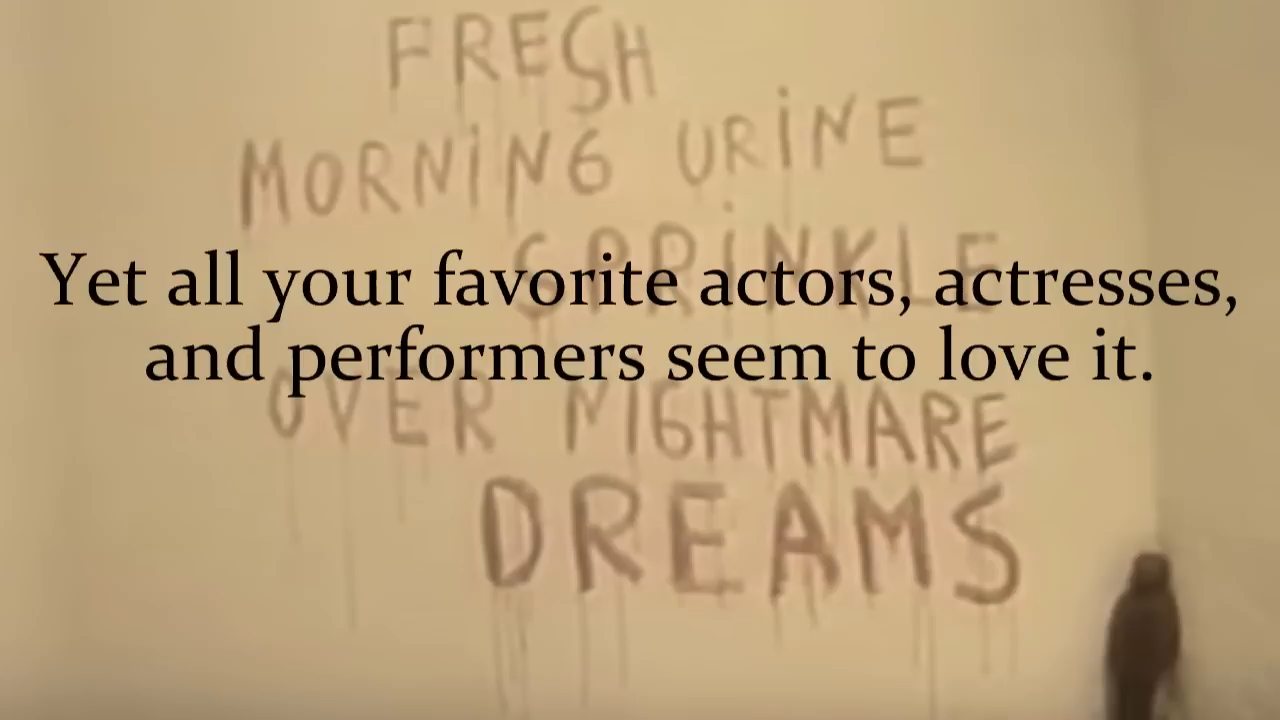 FRESH
MORNING URINE
SPRINKLE
Yet all your favorite actors, actresses,
and performers seem to love it.
OVER NIGHTMARE
DREAMS